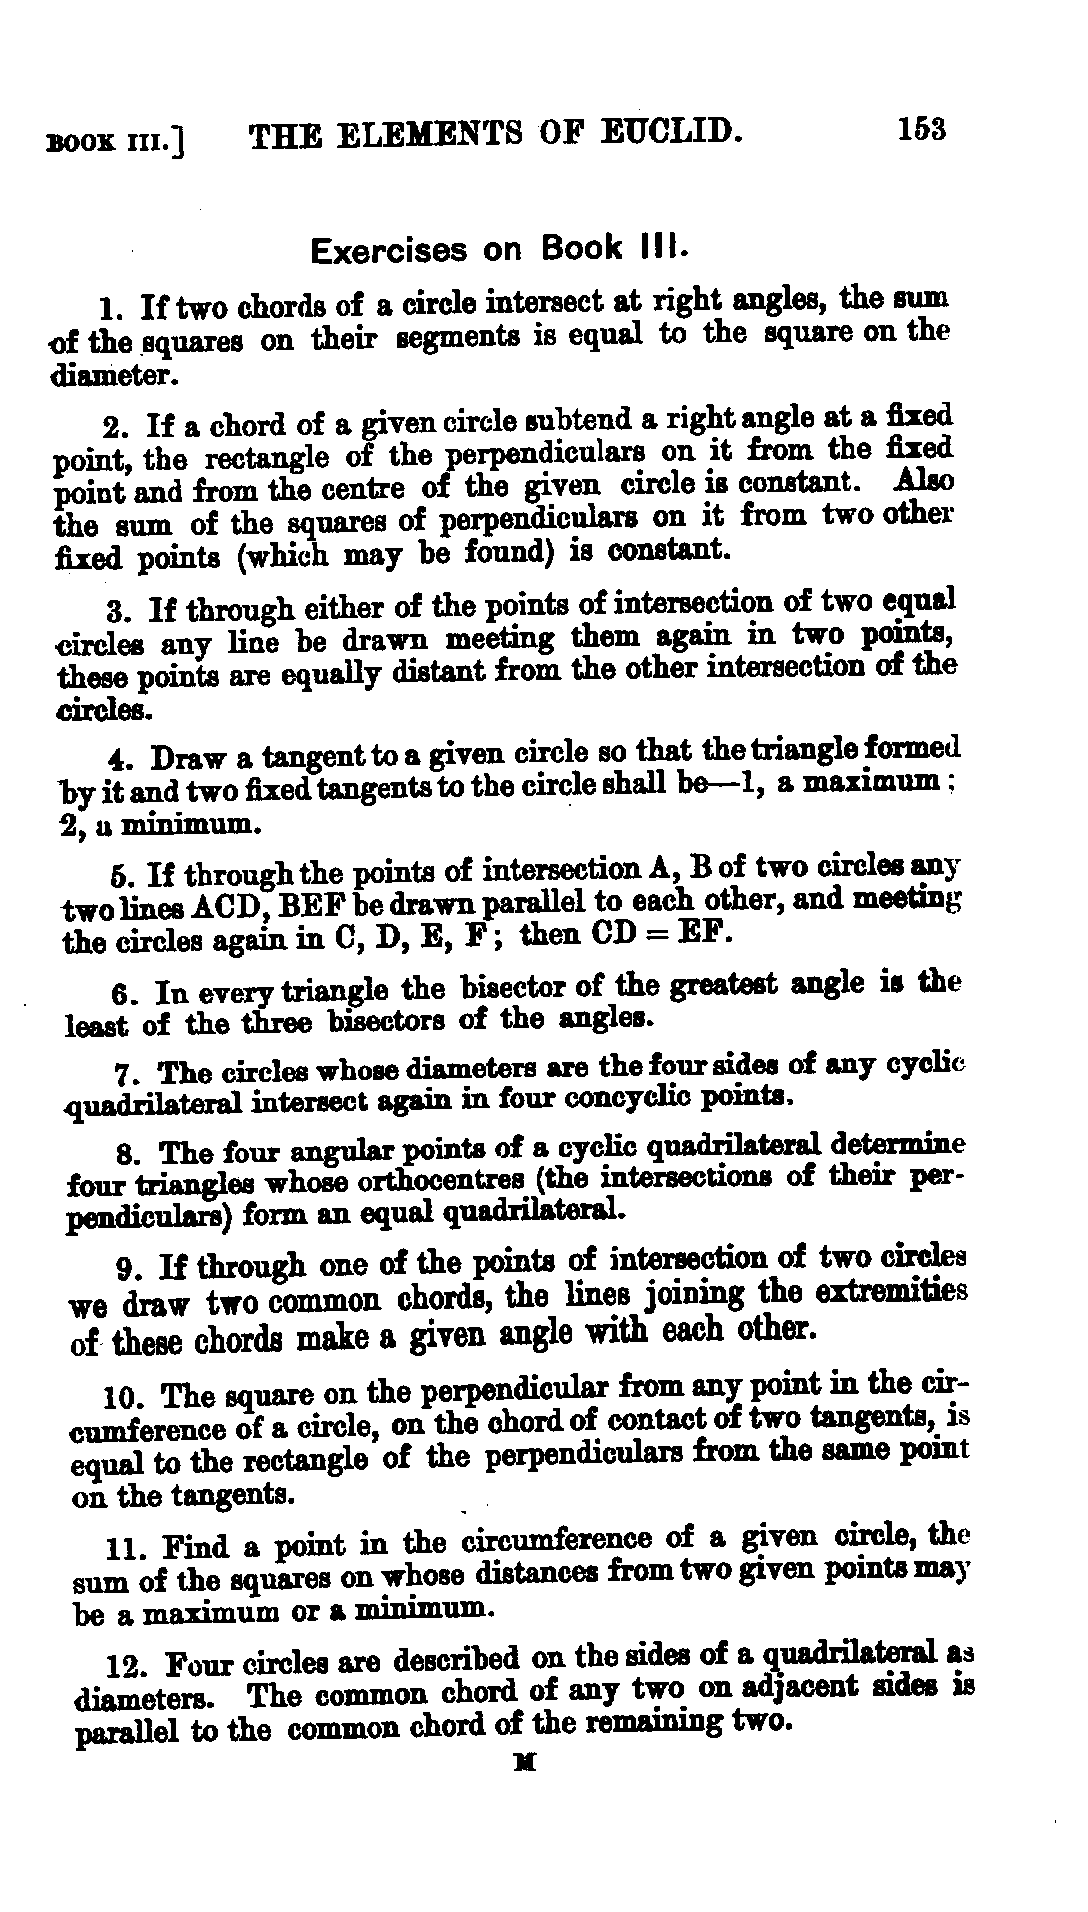 BOOK III.] THE ELEMENTS OF EUCLID. 153
Exercises on Book III.
1. If two chords of a circle intersect at right angles, the sum
of the squares on their segments is equal to the square on the
diameter.
2. If a chord of a given circle subtend a right angle at a fixed
point, the rectangle of the perpendiculars on it from the fixed
point and from the centre of the given circle is constant. Also
the sum of the squares of perpendiculars on it from two other
fixed points (which may be found) is constant.
3. If through either of the points of intersection of two equal
circles any line be drawn meeting them again in two points,
these points are equally distant from the other intersection of the
circles.
4. Draw a tangent to a given circle so that the triangle formed
by it and two fixed tangents to the circle shall be—1, a maximum;
2, a minimum.
5. If through the points of intersection A, B of two circles any
two lines ACD, BEF be drawn parallel to each other, and meeting
the circles again in C, D, E, F; then CD = EF.
6. In every triangle the bisector of the greatest angle is the
least of the three bisectors of the angles.
7. The circles whose diameters are the four sides of any cyclic
quadrilateral intersect again in four concyclic points.
8. The four angular points of a cyclic quadrilateral determine
four triangles whose orthocentres (the intersections of their per-
pendiculars) form an equal quadrilateral.
9. If through one of the points of intersection of two circles
we draw two common chords, the lines joining the extremities
of these chords make a given angle with each other.
10. The square on the perpendicular from any point in the cir-
cumference of a circle, on the chord of contact of two tangents, is
equal to the rectangle of the perpendiculars from the same point
on the tangents.
11. Find a point in the circumference of a given circle, the
sum of the squares on whose distances from two given points may
be a maximum or a minimum.
12. Four circles are described on the sides of a quadrilateral as
diameters. The common chord of any two on adjacent sides is
parallel to the common chord of the remaining two.
M